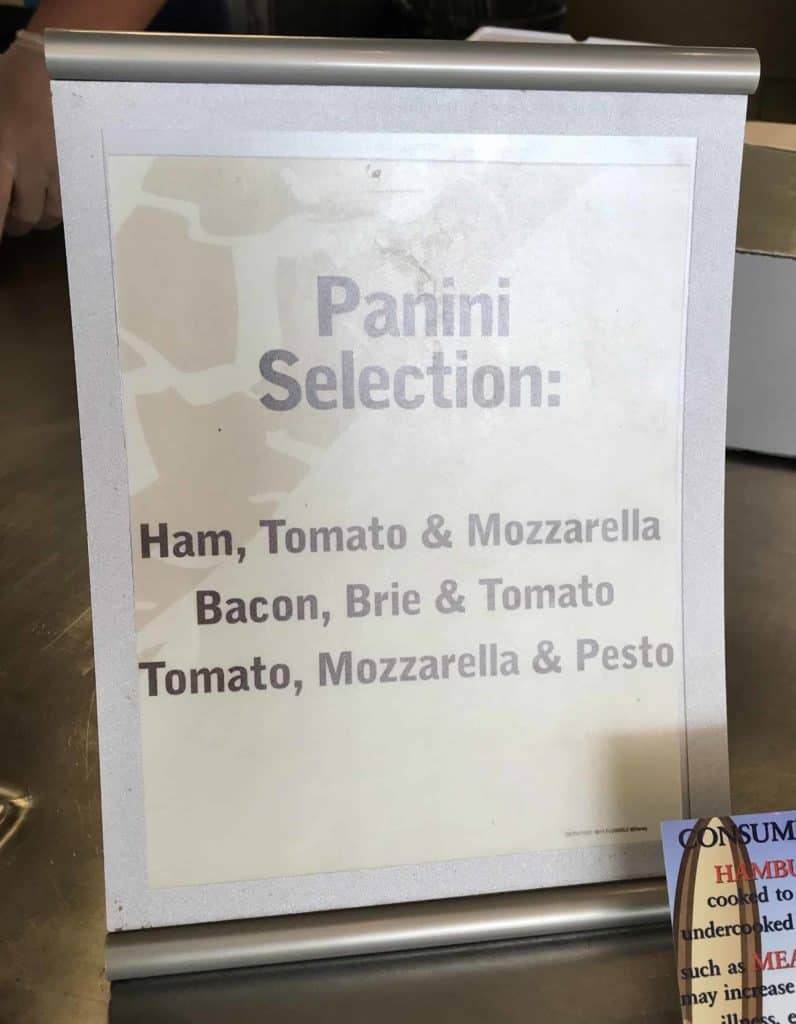 Panini
Selection:
Ham, Tomato & Mozzarella
Bacon, Brie & Tomato
Tomato, Mozzarella & Pesto
CONSUM
HAMBU
cooked to
undercooked
such as MEA
may increase
illness, e